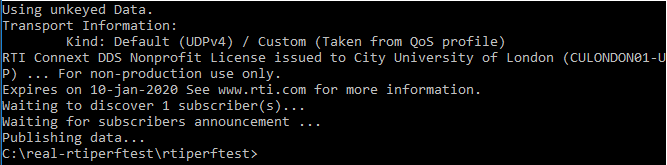 Using unkeyed Data.
Transport Information:
        Kind: Default (UDPv4) / Custom (Taken from QoS profile)
RTI Connext DDS Nonprofit License issued to City University of London (CULONDON01-U
P) ... For non-production use only.
Expires on 10-jan-2020 See www.rti.com for more information.
Waiting to discover 1 subscriber(s)...
Waiting for subscribers announcement ...
Publishing data...
C:\real-rtiperftest\rtiperftest>